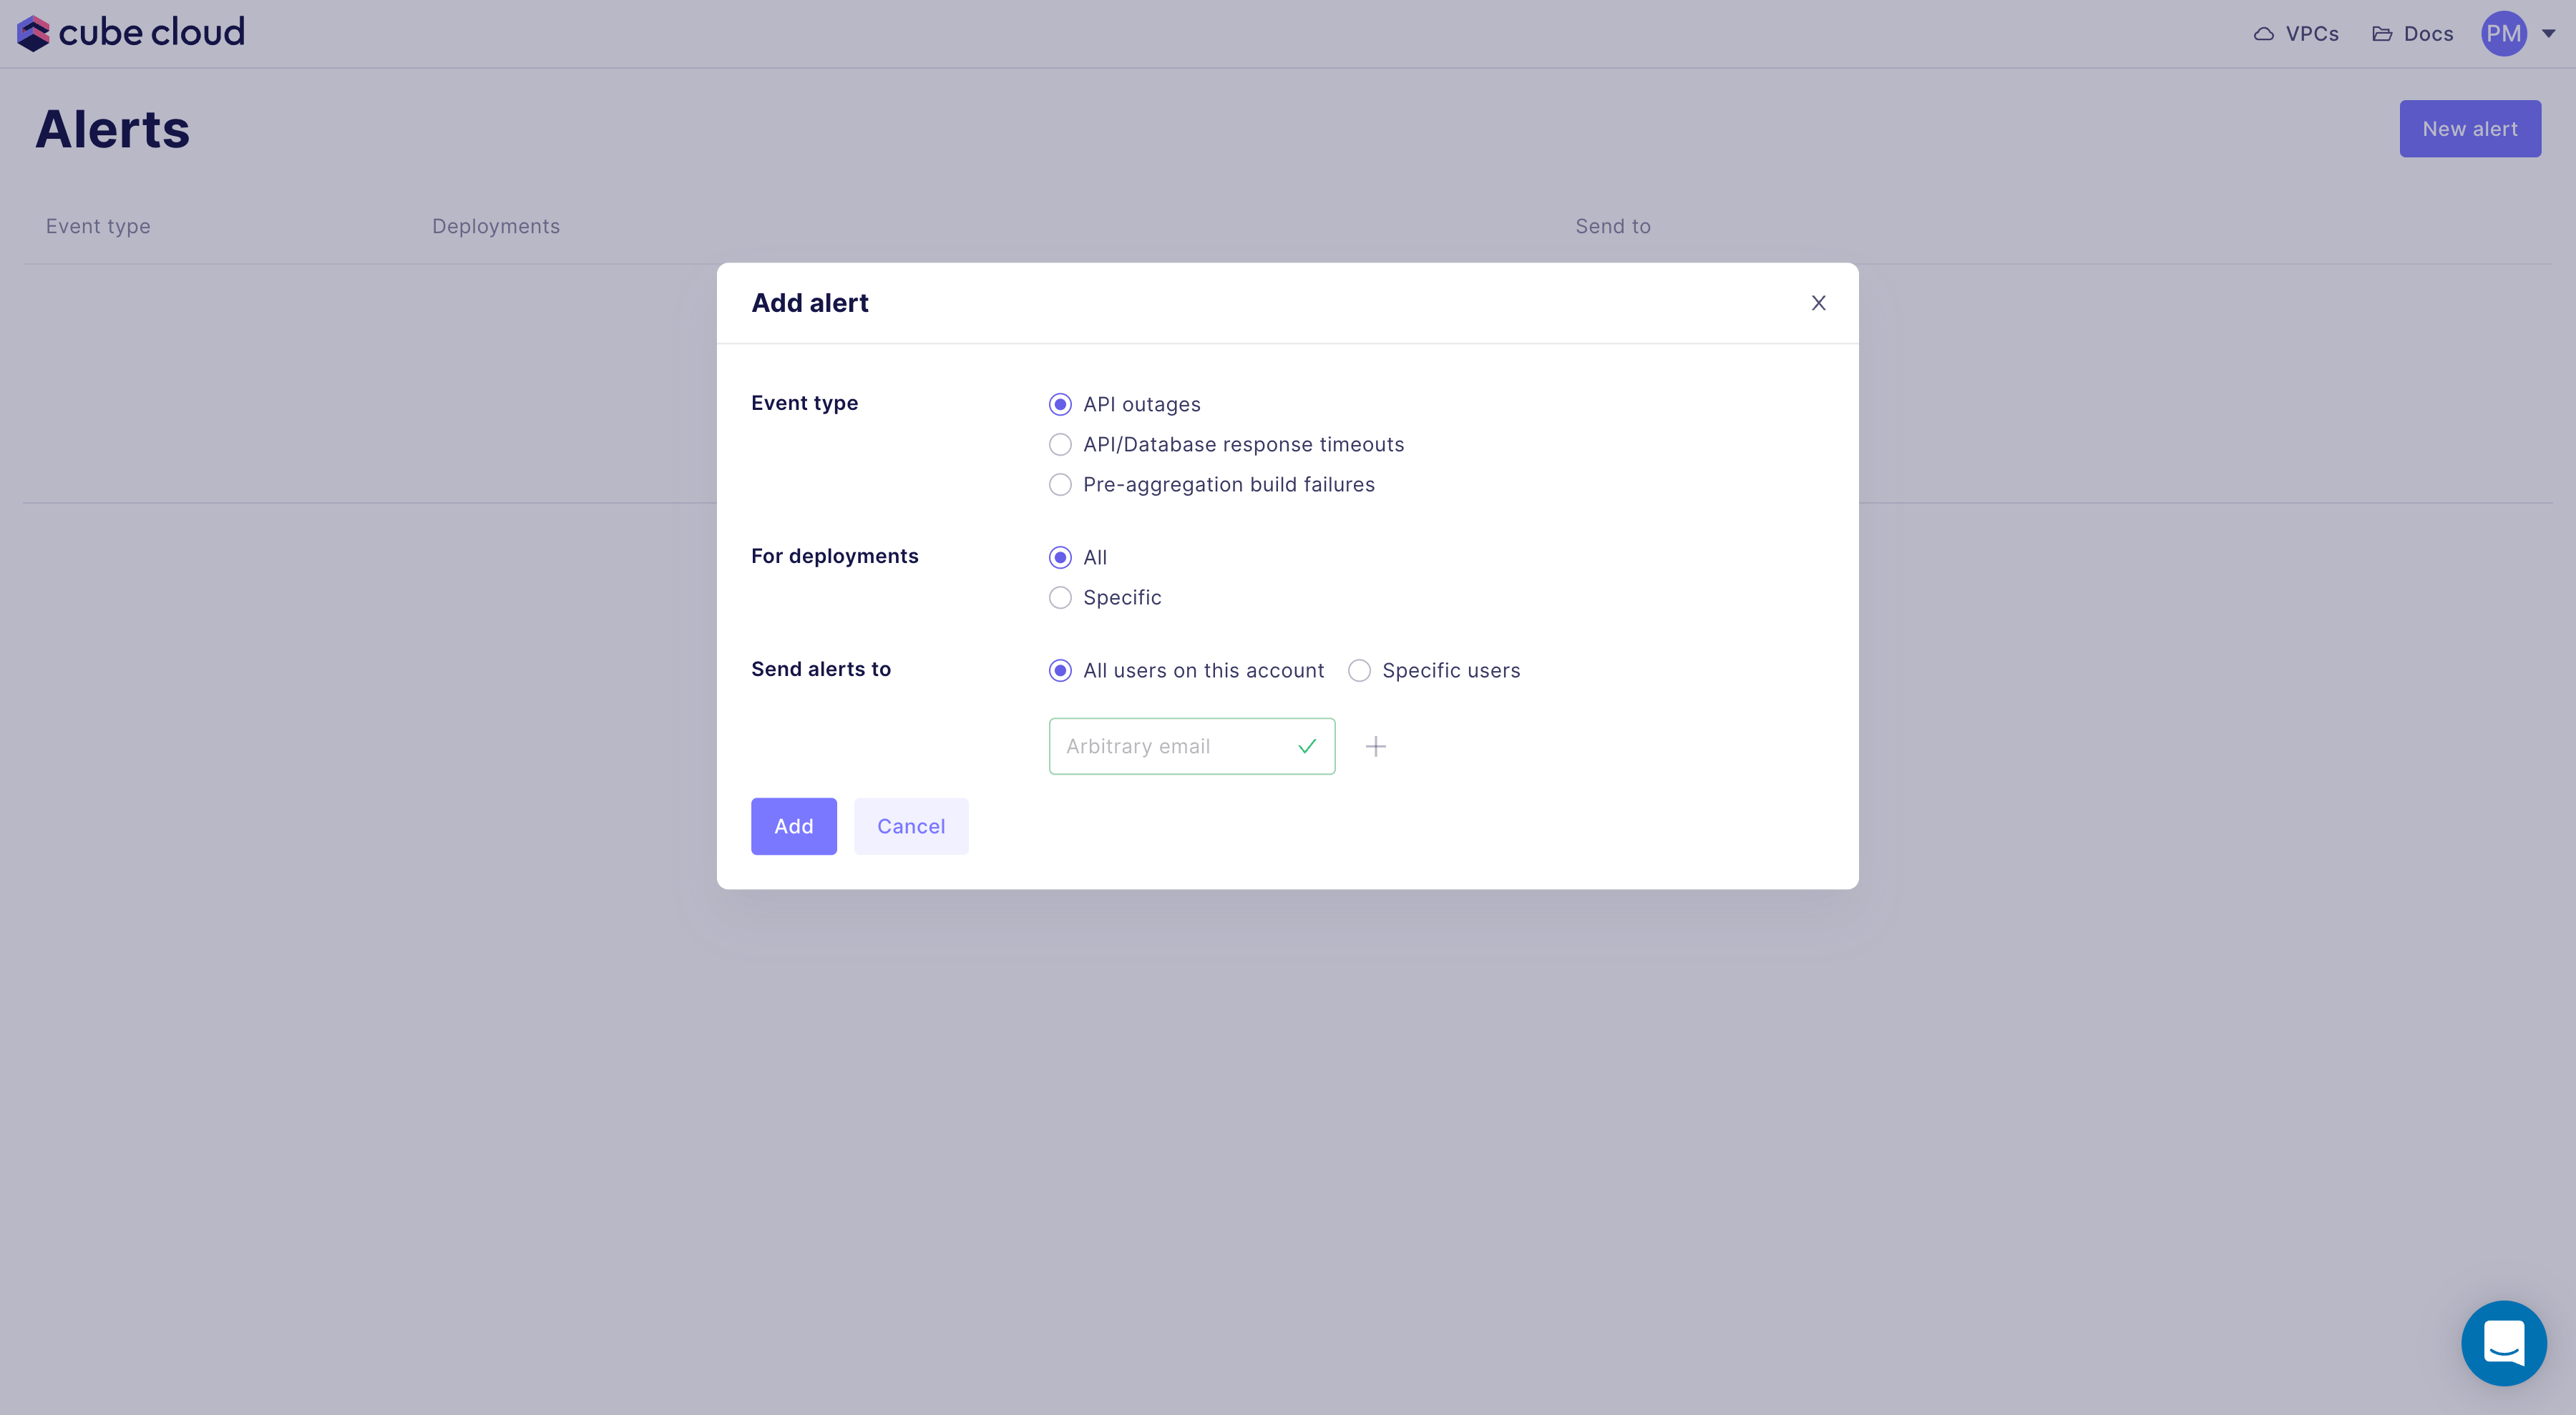 cube cloud
VPCs
Docs
PM
Alerts
New alert
Event type
Deployments
Send to
Add alert
Event type
API outages
API/Database response timeouts
Pre-aggregation build failures
For deployments
All
Specific
Send alerts to
All users on this account
Specific users
Arbitrary email
Add
Cancel